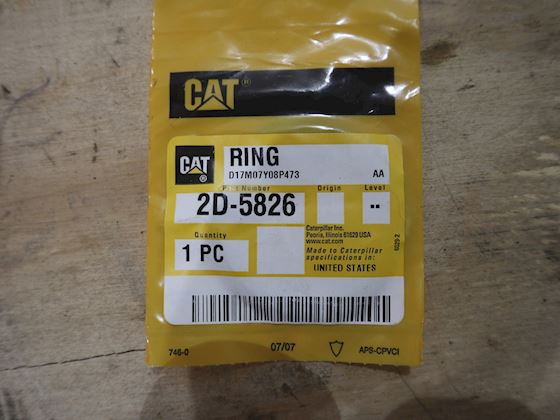 CAT®
CAT®
RING
D17M07Y08P473 AA
Part Number Origin Level
2D-5826 --
Quantity
1 PC
Caterpillar Inc.
Peoria, Illinois 61629 USA
www.cat.com
Made to Caterpillar
specifications in:
UNITED STATES
746-0 07/07 APS-CPVCI